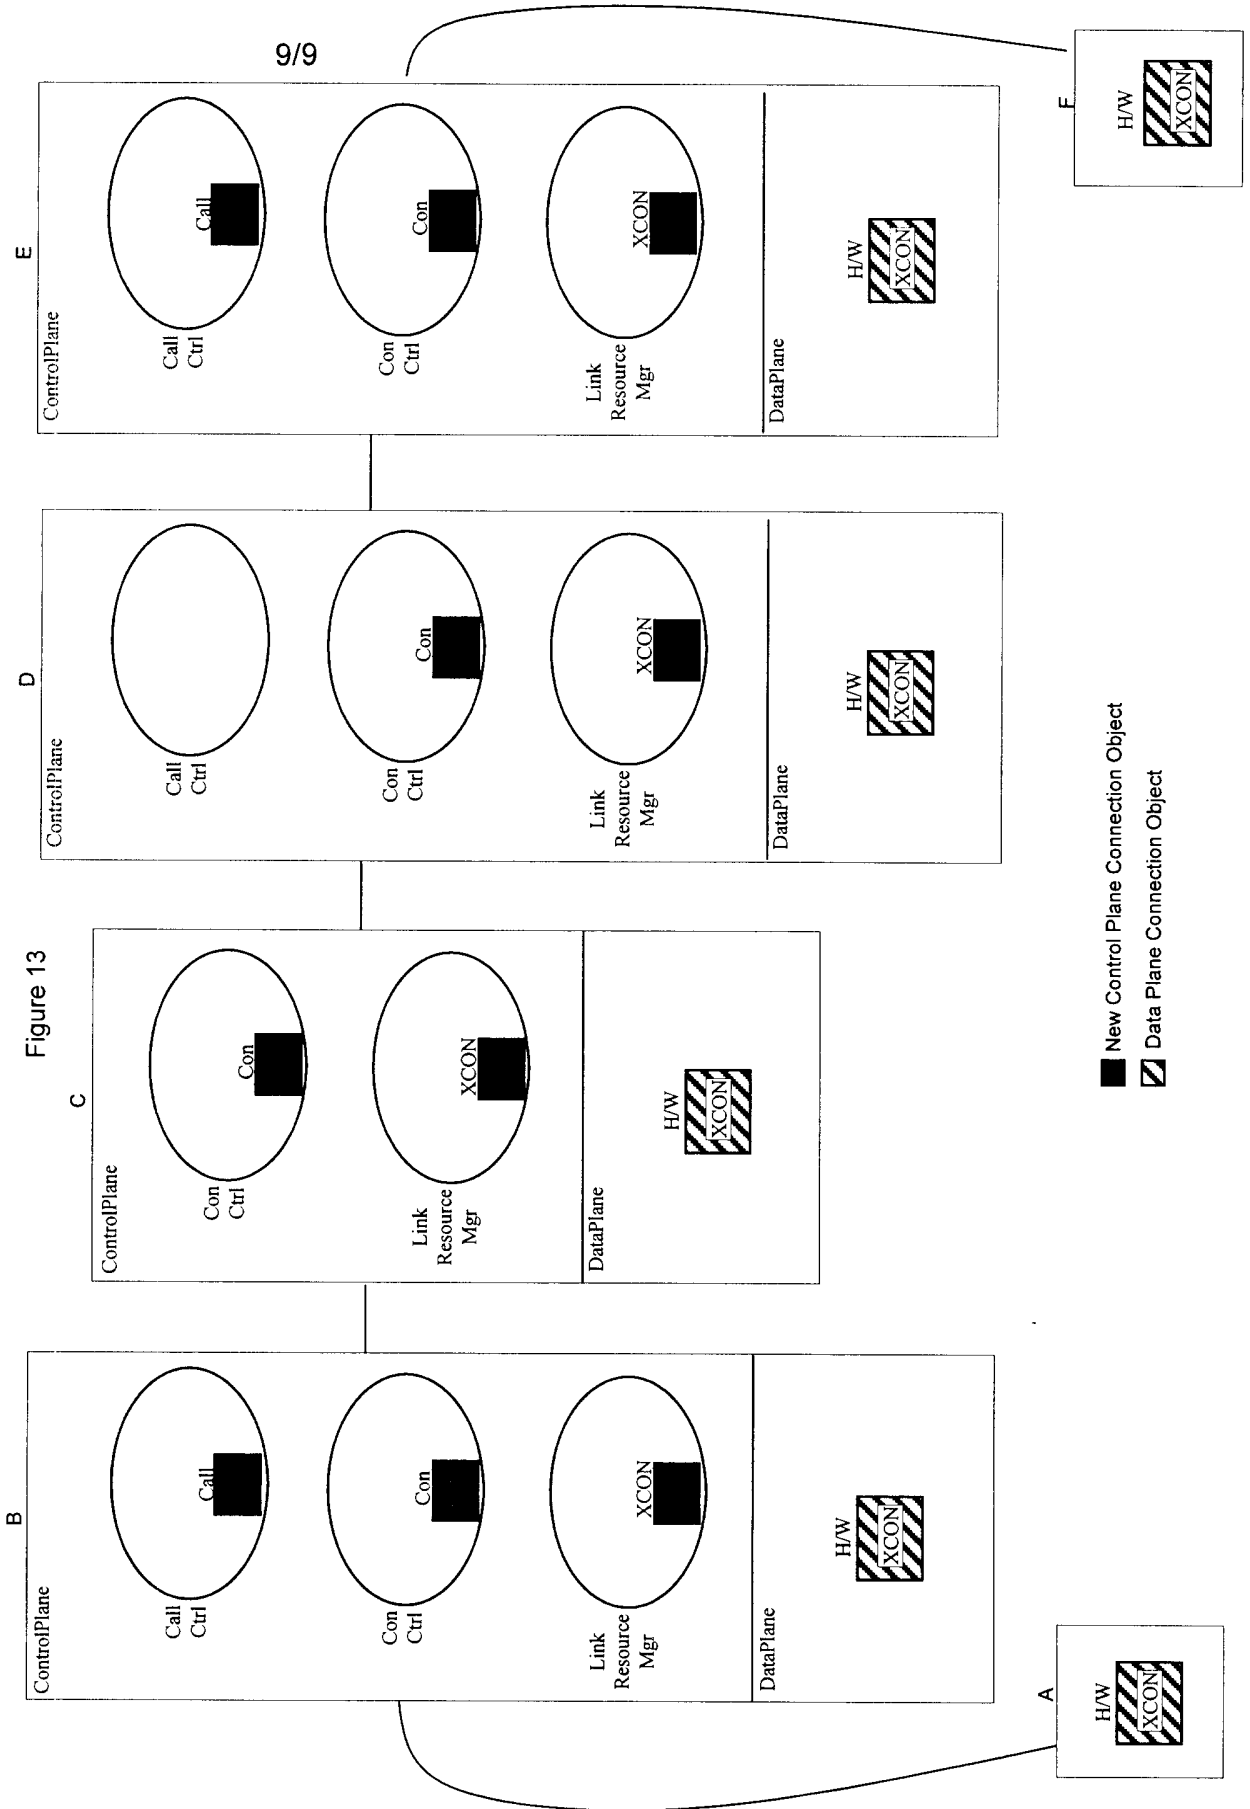 9/9
Figure 13
B
ControlPlane
Call
Ctrl
Call
Con
Ctrl
Con
Link
Resource
Mgr
XCON
DataPlane
H/W
XCON
A
H/W
XCON
C
ControlPlane
Con
Ctrl
Con
Link
Resource
Mgr
XCON
DataPlane
H/W
XCON
D
ControlPlane
Call
Ctrl
Con
Ctrl
Con
Link
Resource
Mgr
XCON
DataPlane
H/W
XCON
E
ControlPlane
Call
Ctrl
Call
Con
Ctrl
Con
Link
Resource
Mgr
XCON
DataPlane
H/W
XCON
F
H/W
XCON
New Control Plane Connection Object
Data Plane Connection Object